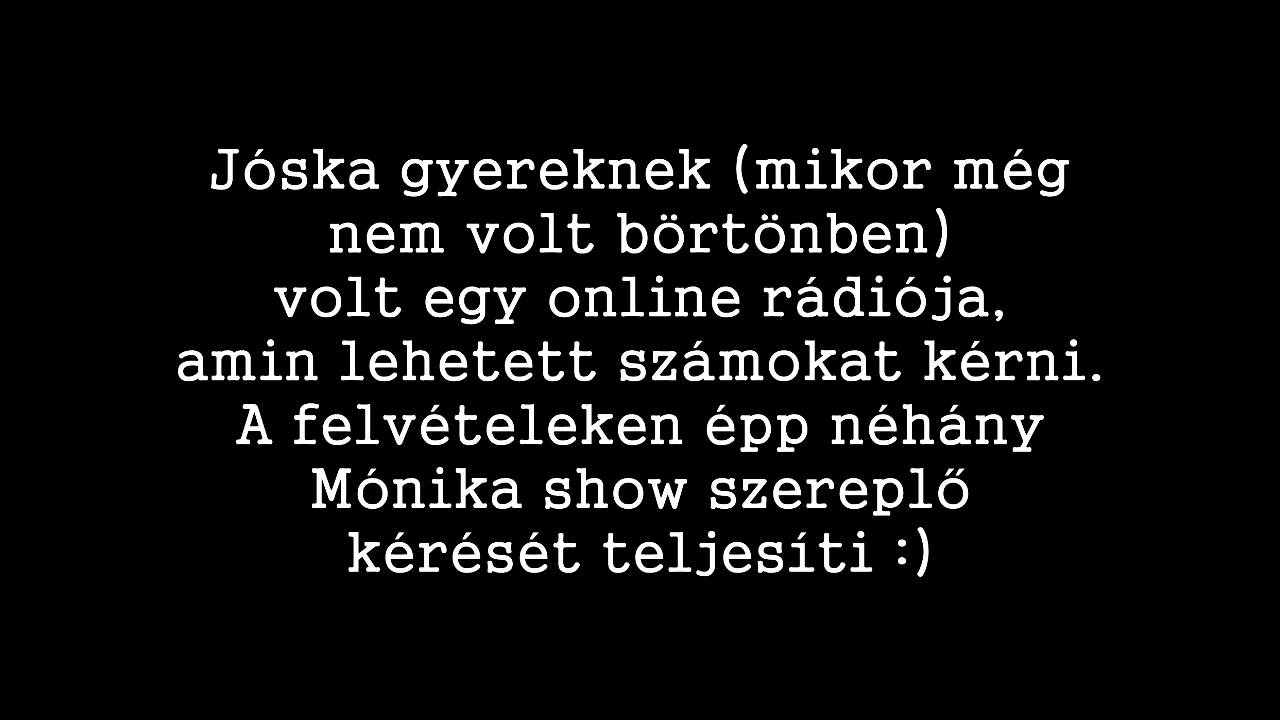 Jóska gyereknek (mikor még
nem volt börtönben)
volt egy online rádiója,
amin lehetett számokat kérni.
A felvételeken épp néhány
Mónika show szereplő
kérését teljesíti :)